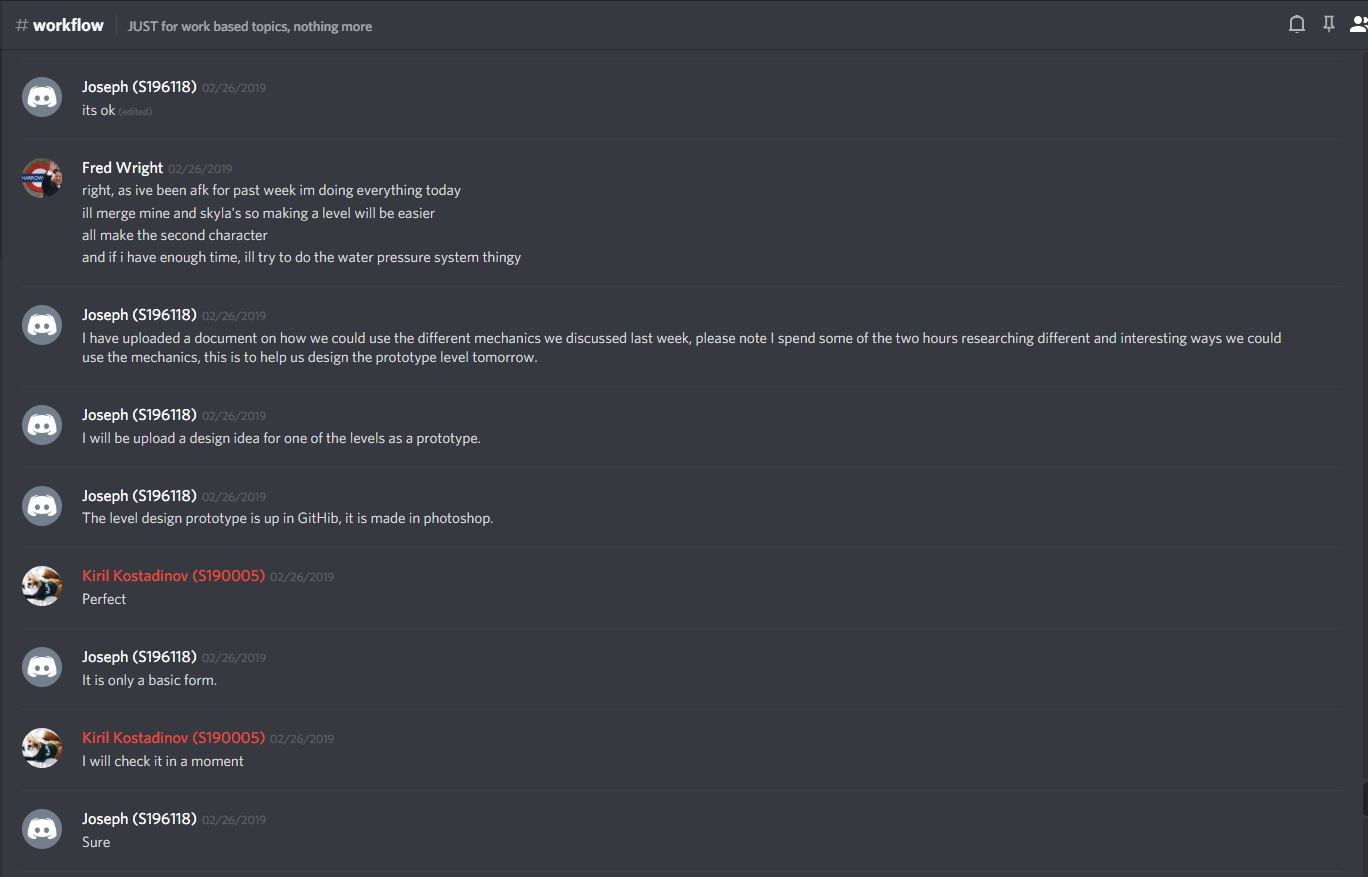 # workflow JUST for work based topics, nothing more
Joseph (S196118) 02/26/2019
its ok (edited)
HARROW
Fred Wright 02/26/2019
right, as ive been afk for past week im doing everything today
ill merge mine and skyla's so making a level will be easier
all make the second character
and if i have enough time, ill try to do the water pressure system thingy
Joseph (S196118) 02/26/2019
I have uploaded a document on how we could use the different mechanics we discussed last week, please note I spend some of the two hours researching different and interesting ways we could
use the mechanics, this is to help us design the prototype level tomorrow.
Joseph (S196118) 02/26/2019
I will be upload a design idea for one of the levels as a prototype.
Joseph (S196118) 02/26/2019
The level design prototype is up in GitHib, it is made in photoshop.
Kiril Kostadinov (S190005) 02/26/2019
Perfect
Joseph (S196118) 02/26/2019
It is only a basic form.
Kiril Kostadinov (S190005) 02/26/2019
I will check it in a moment
Joseph (S196118) 02/26/2019
Sure